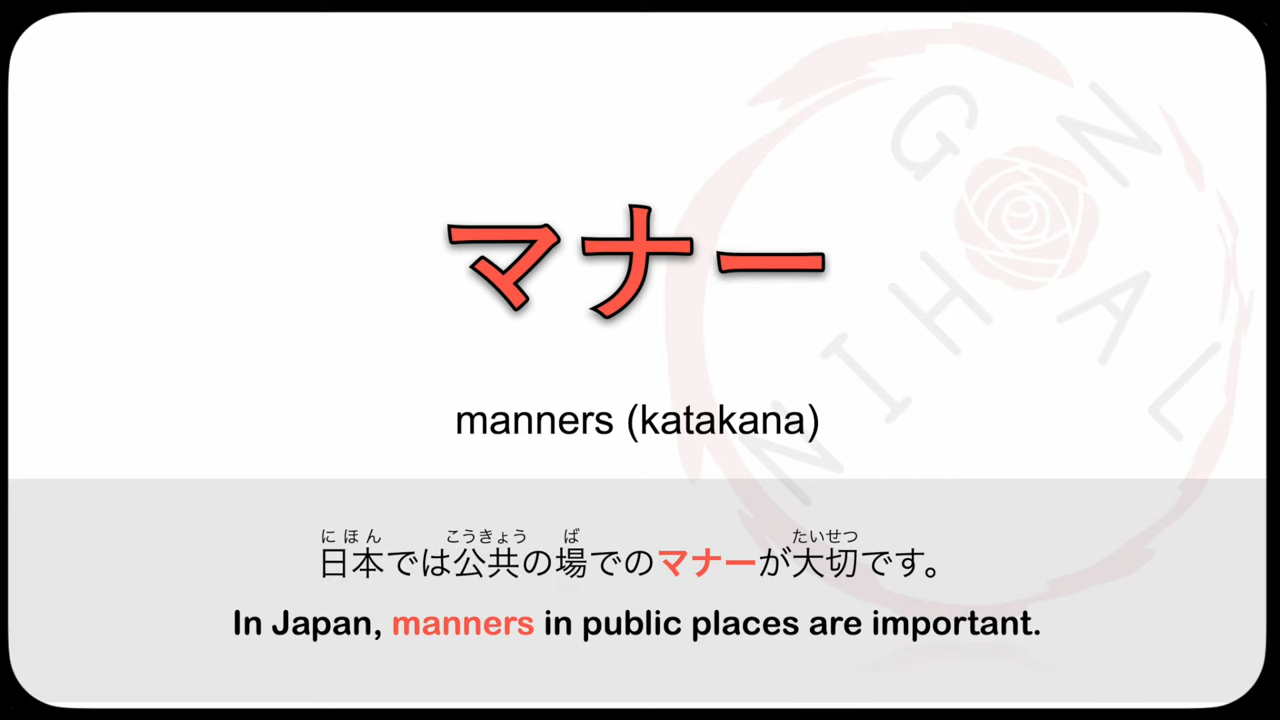 マナー
manners (katakana)
にほん こうきょう ば たいせつ
日本では公共の場でのマナーが大切です。
In Japan, manners in public places are important.
NIHONGAL